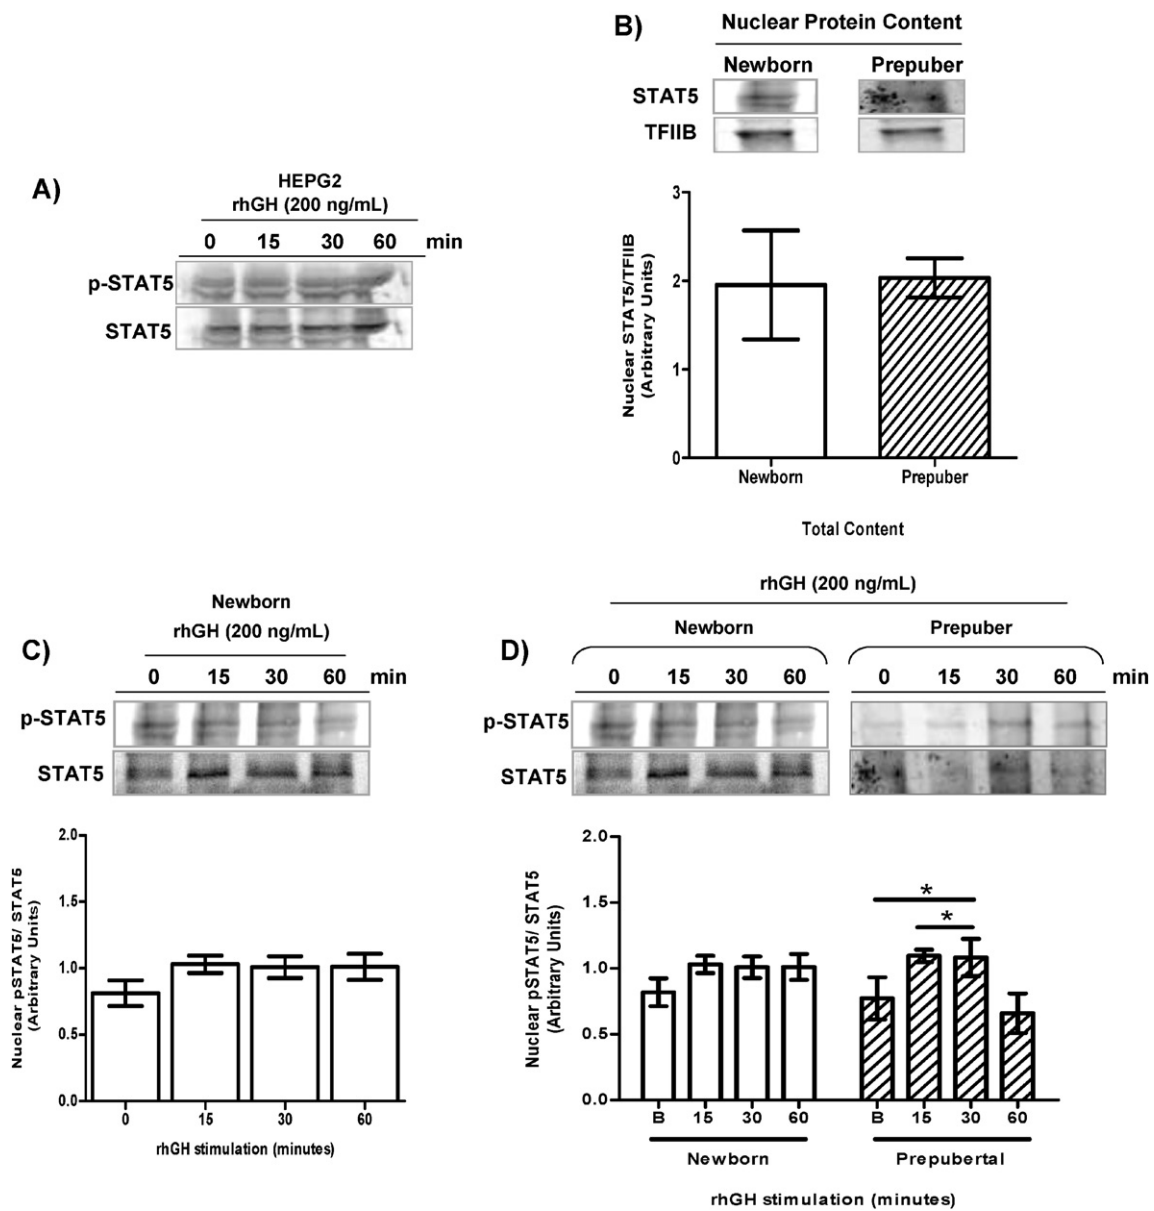 A)
HEPG2
rhGH (200 ng/mL)
0 15 30 60 min
p-STAT5
STAT5
B)
Nuclear Protein Content
Newborn Prepuber
STAT5
TFIIB
Nuclear STAT5/TFIIB
(Arbitrary Units)
3
2
1
0
Newborn Prepuber
Total Content
C)
Newborn
rhGH (200 ng/mL)
0 15 30 60 min
p-STAT5
STAT5
Nuclear pSTAT5/ STAT5
(Arbitrary Units)
2.0
1.5
1.0
0.5
0.0
0 15 30 60
rhGH stimulation (minutes)
D)
rhGH (200 ng/mL)
Newborn Prepuber
0 15 30 60 0 15 30 60 min
p-STAT5
STAT5
Nuclear pSTAT5/ STAT5
(Arbitrary Units)
2.0
1.5
1.0
0.5
0.0
*
*
B 15 30 60 B 15 30 60
Newborn Prepubertal
rhGH stimulation (minutes)